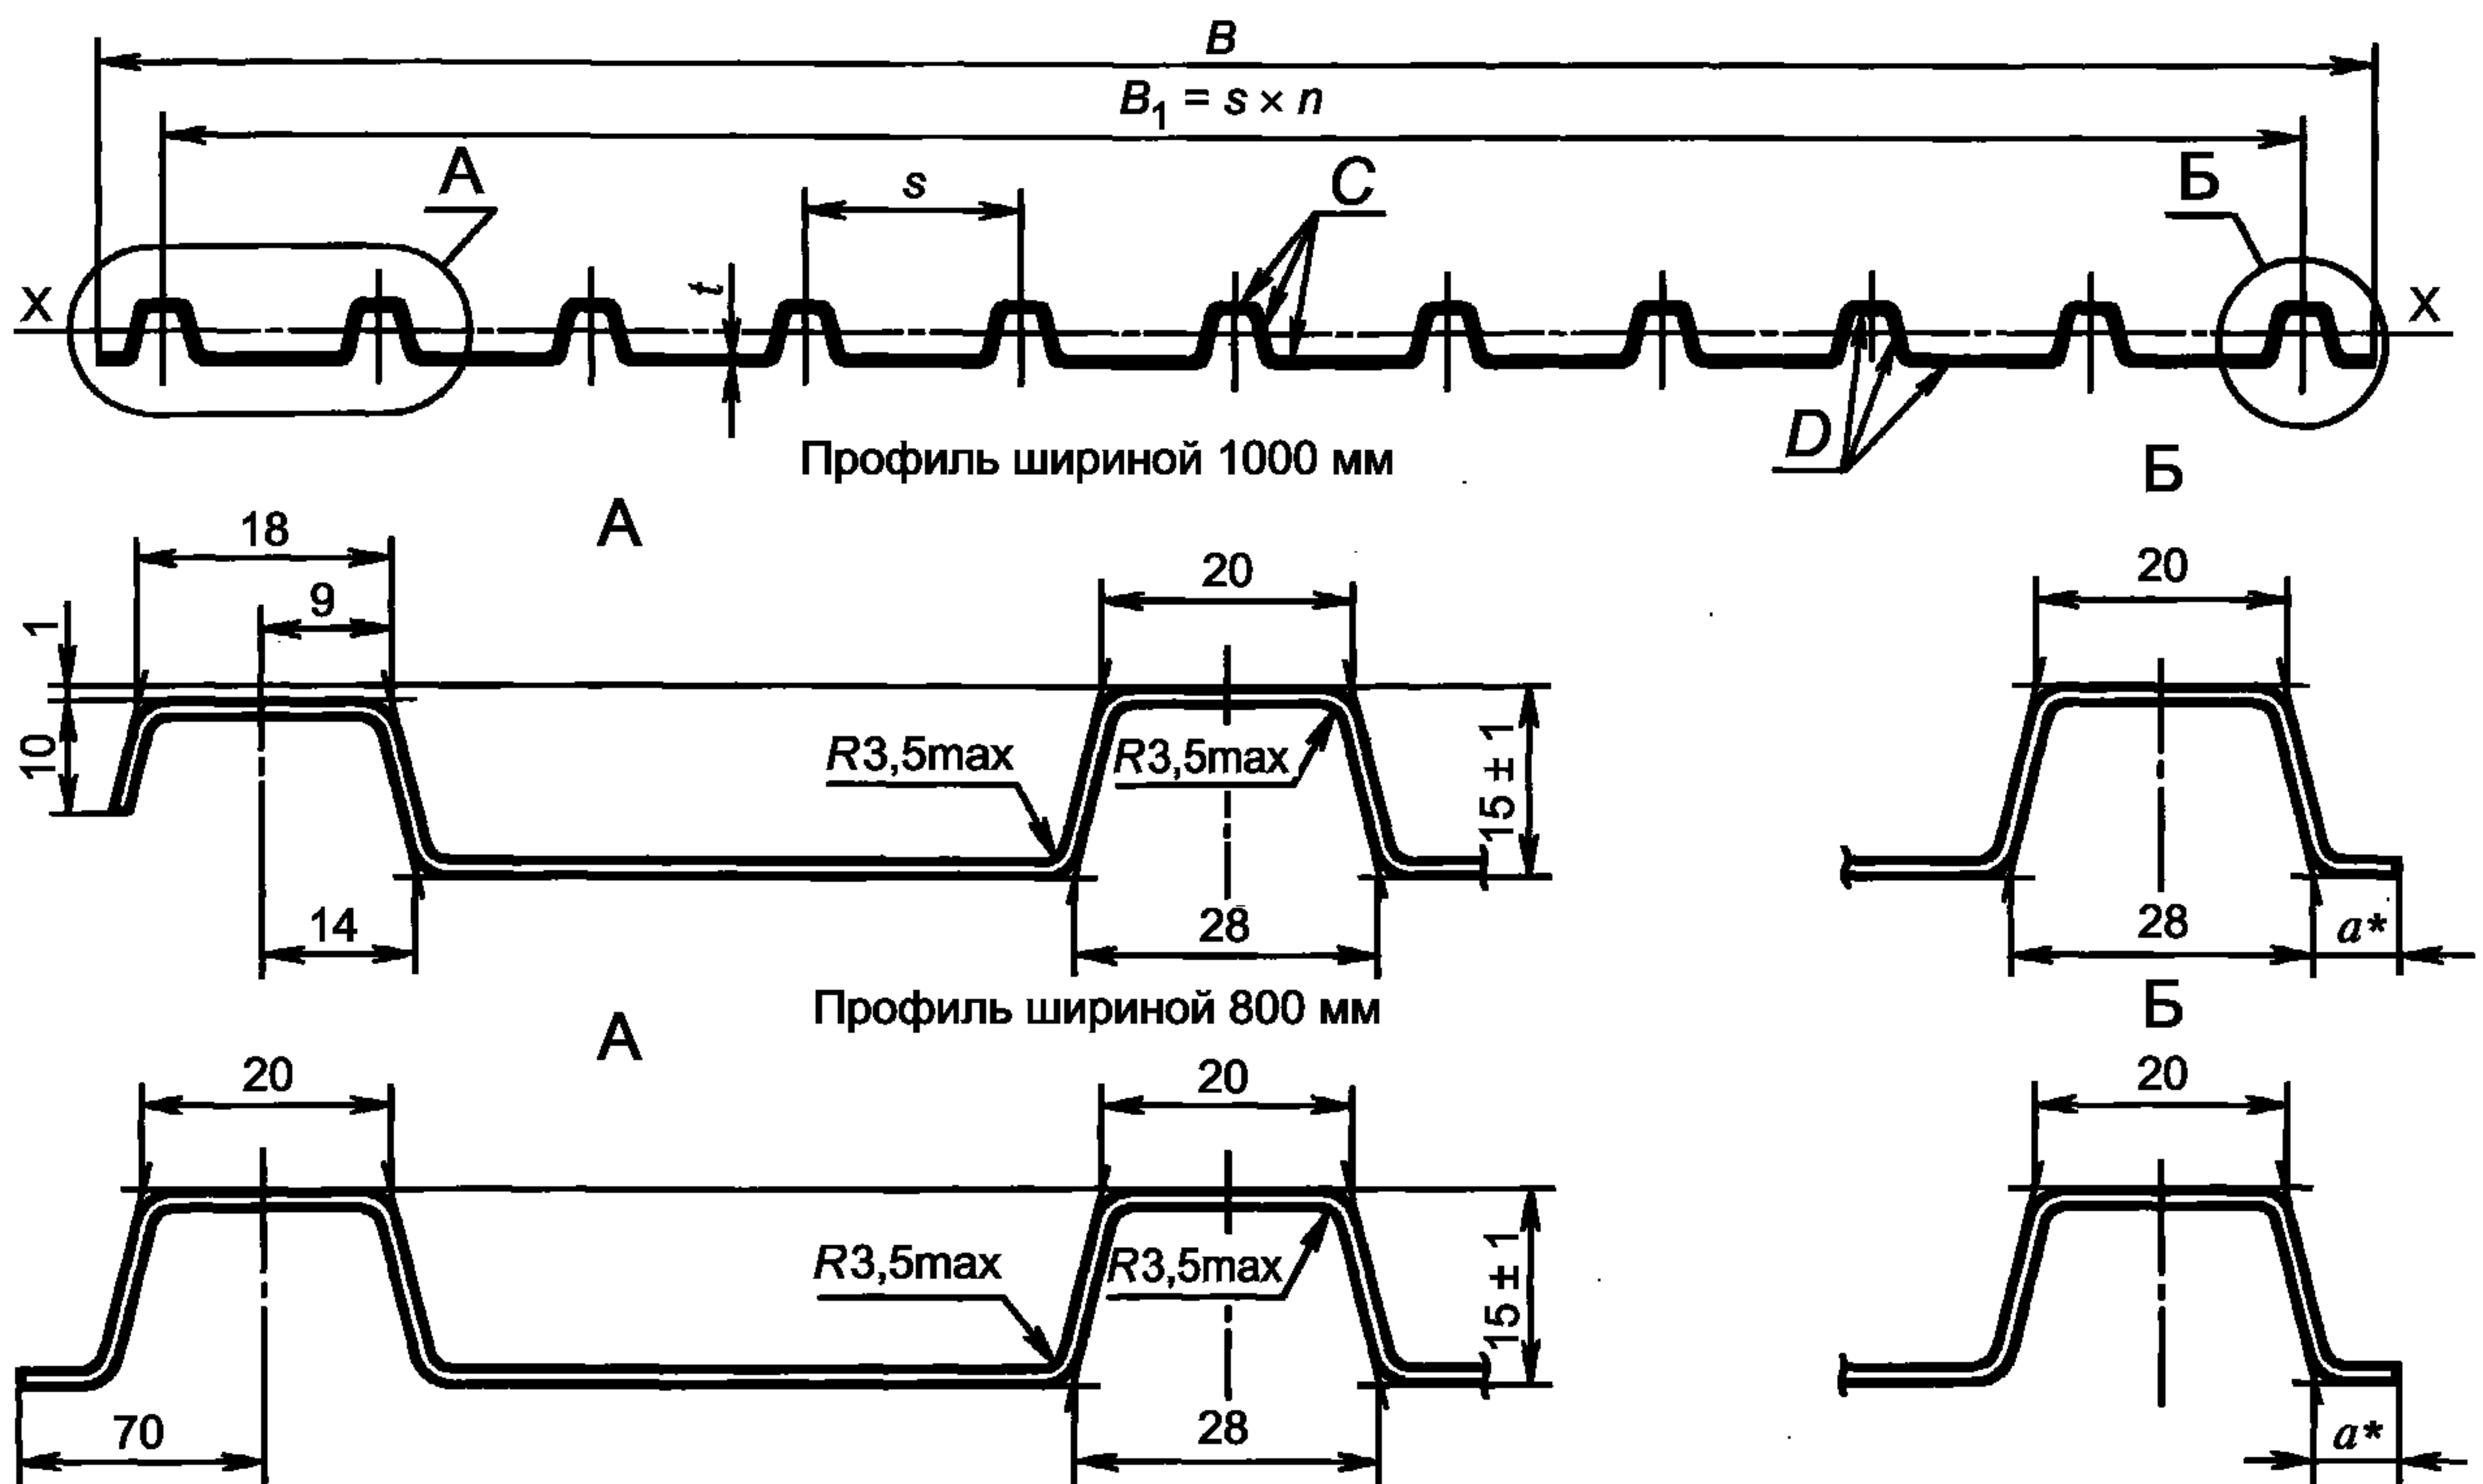 B
B₁ = s × n
А
s
C
Б
X
t
X
D
Профиль шириной 1000 мм
А
Б
18
20
20
9
1
10
R3,5max
R3,5max
15 ± 1
14
28
28
a*
Профиль шириной 800 мм
А
Б
20
20
20
R3,5max
R3,5max
15 ± 1
70
28
a*